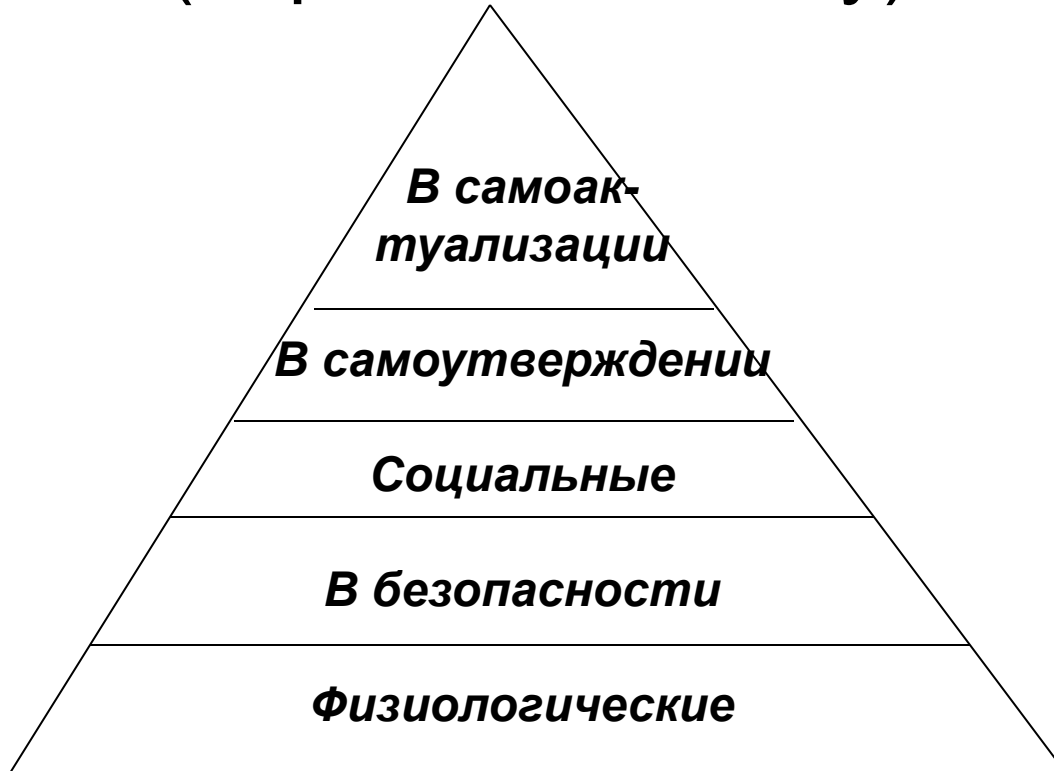 В самоак-
туализации
В самоутверждении
Социальные
В безопасности
Физиологические